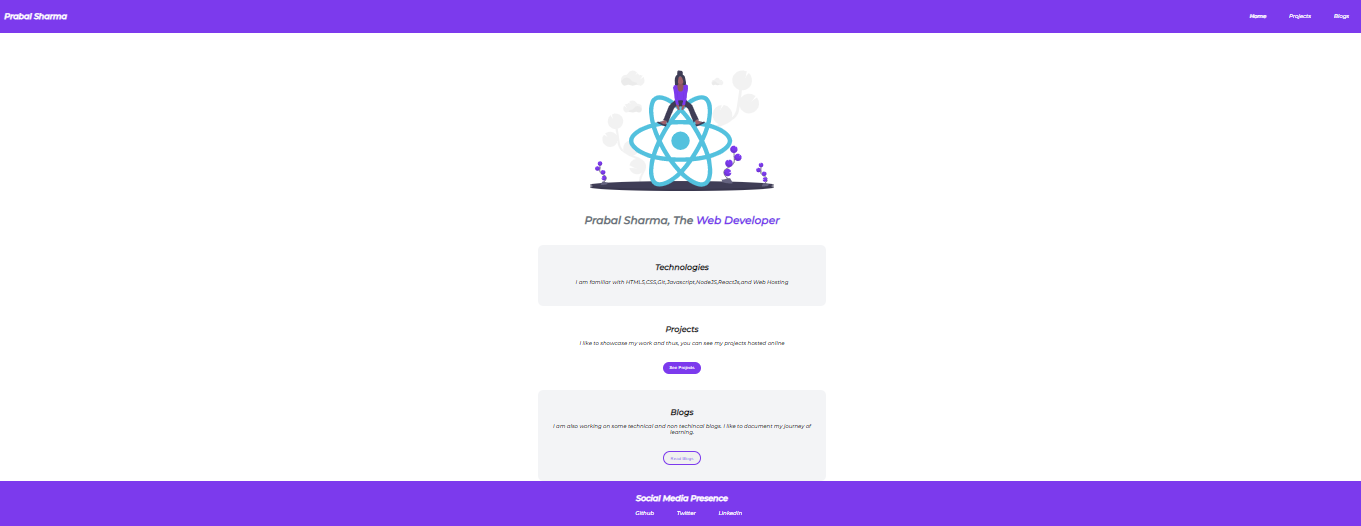 Prabal Sharma
Home Projects Blogs
Prabal Sharma, The Web Developer
Technologies
I am familiar with HTML5,CSS,Git,Javascript,NodeJS,ReactJs,and Web Hosting
Projects
I like to showcase my work and thus, you can see my projects hosted online
See Projects
Blogs
I am also working on some technical and non techincal blogs. I like to document my journey of
learning.
Read Blogs
Social Media Presence
Github Twitter LinkedIn